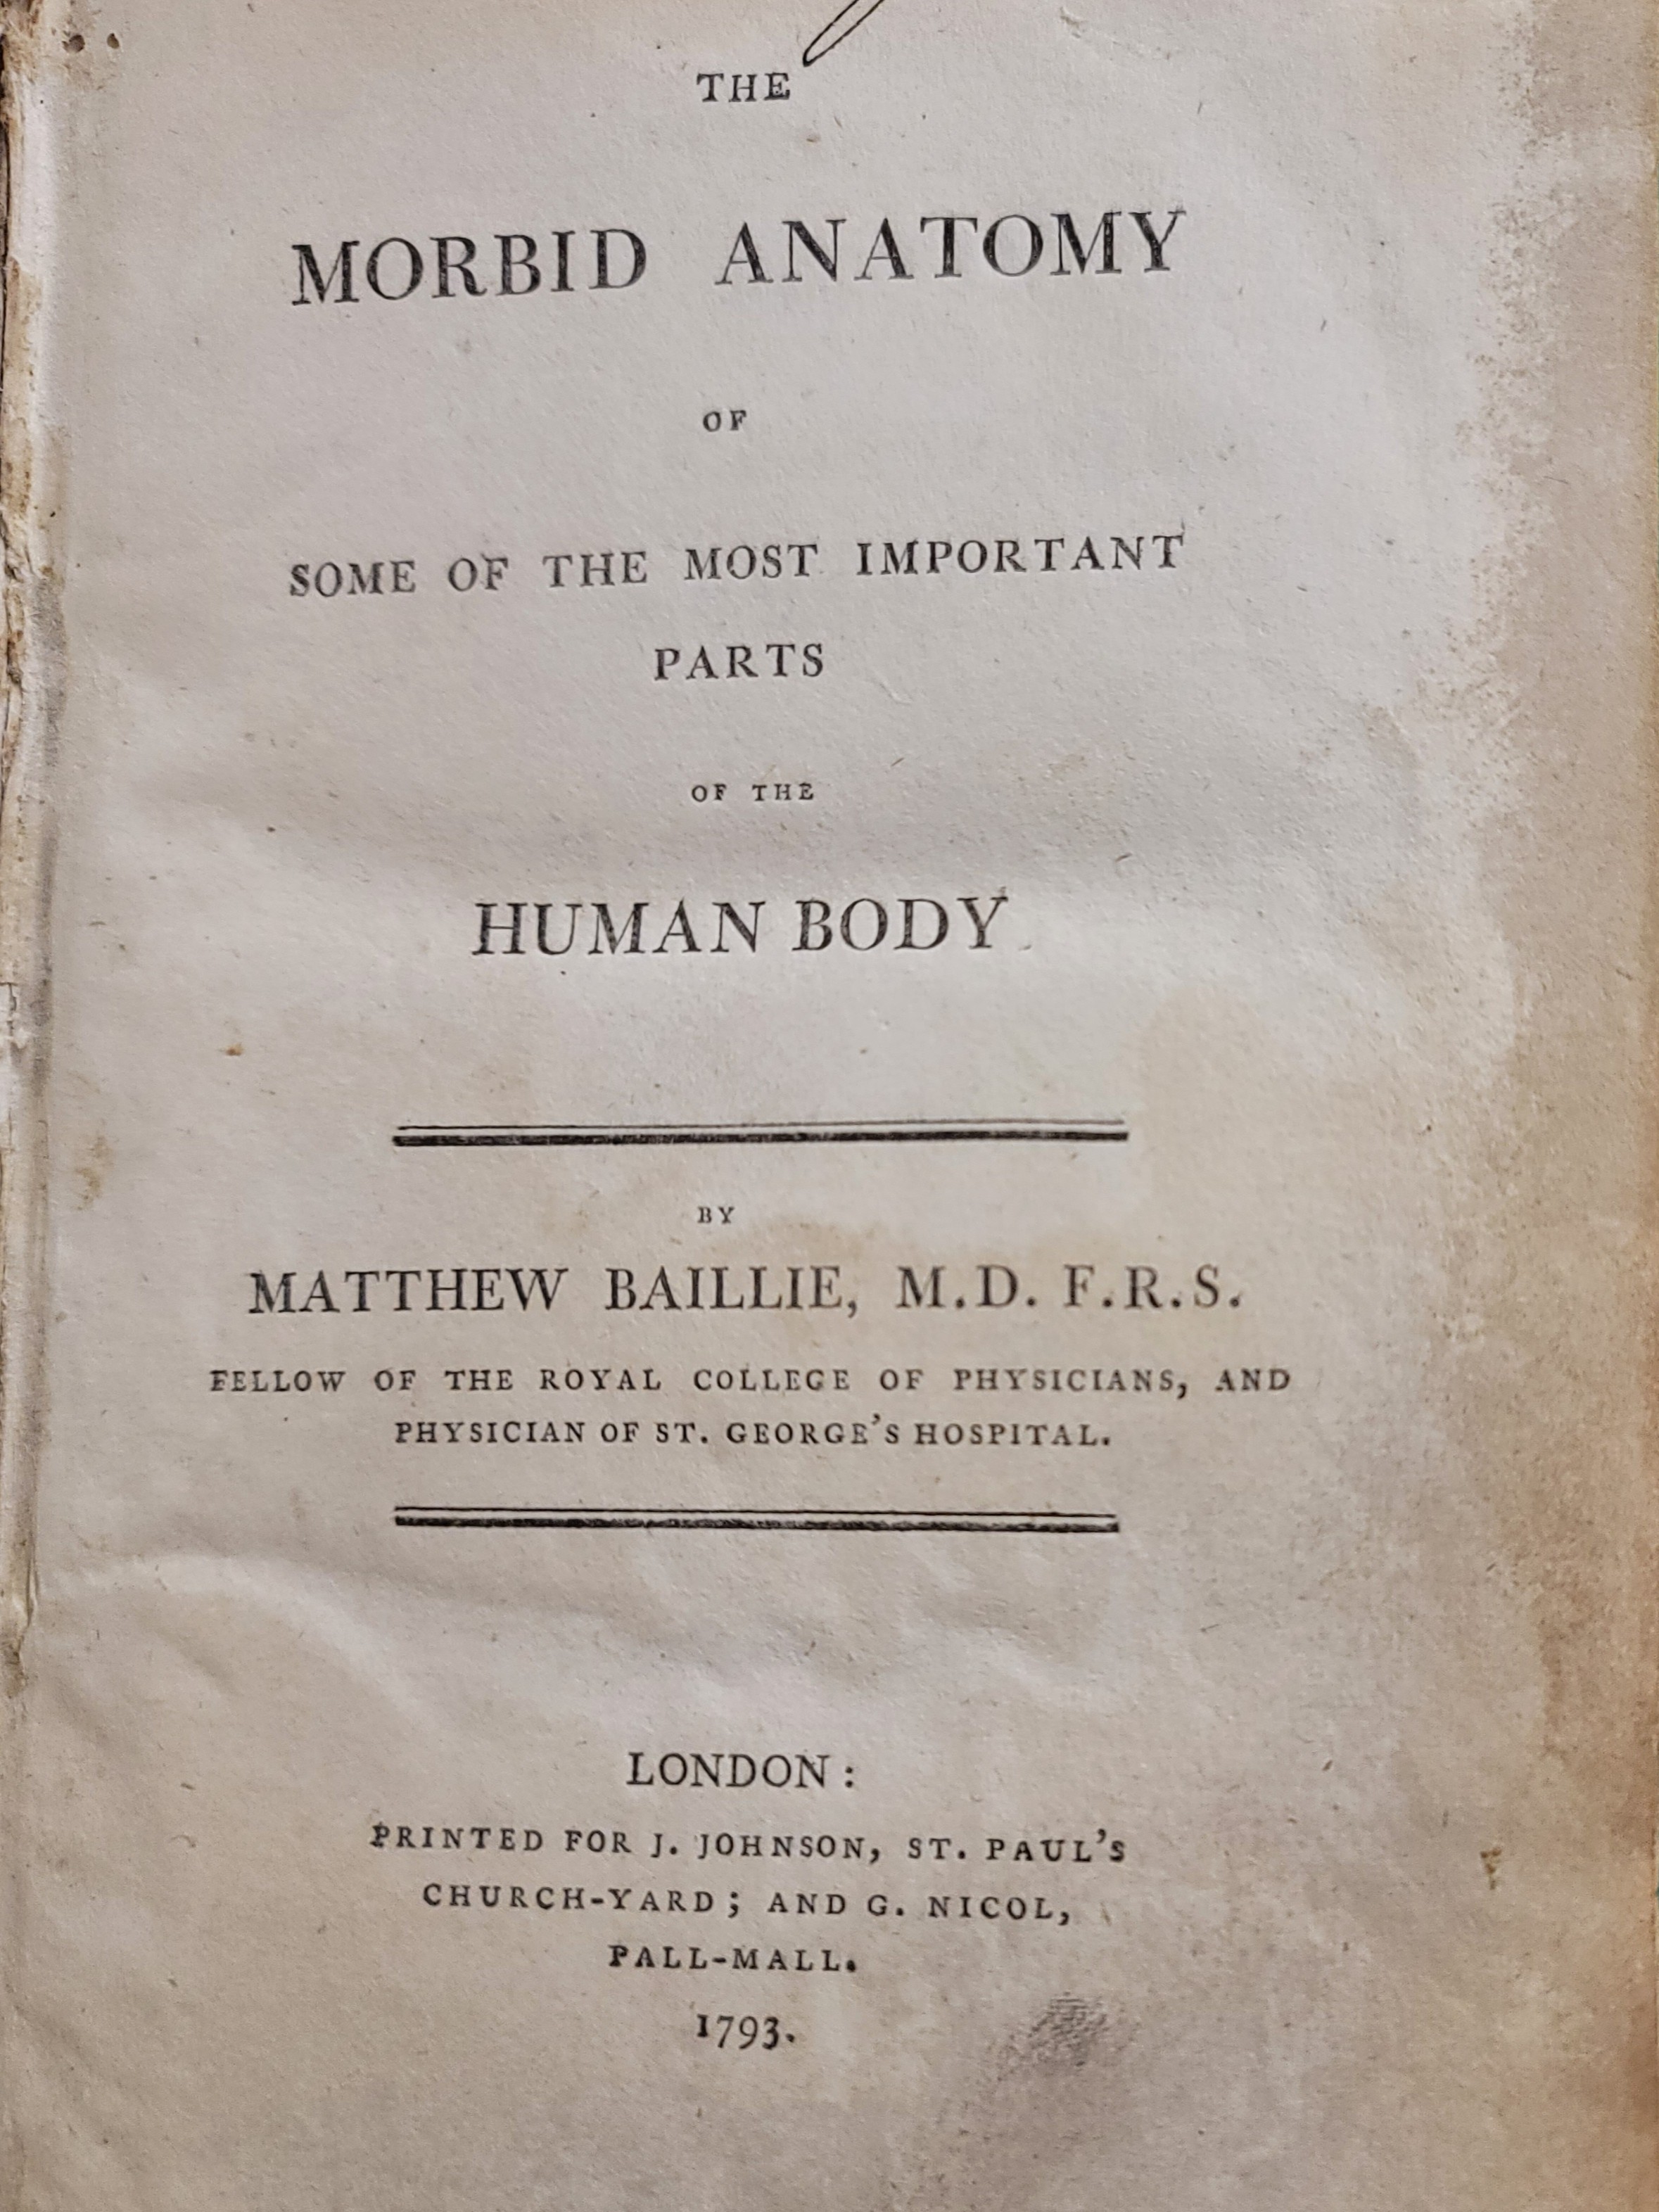 THE
MORBID ANATOMY
OF
SOME OF THE MOST IMPORTANT
PARTS
OF THE
HUMAN BODY
BY
MATTHEW BAILLIE, M.D. F.R.S.
FELLOW OF THE ROYAL COLLEGE OF PHYSICIANS, AND
PHYSICIAN OF ST. GEORGE'S HOSPITAL.
LONDON:
PRINTED FOR J. JOHNSON, ST. PAUL'S
CHURCH-YARD; AND G. NICOL,
PALL-MALL.
1793.